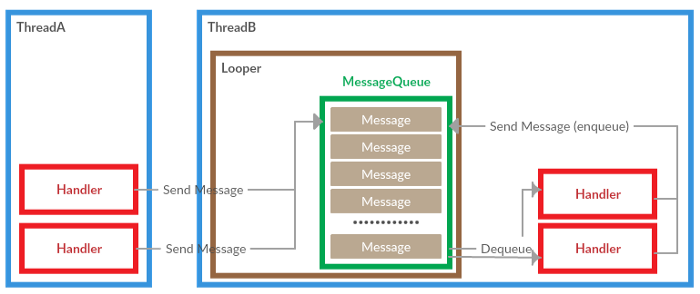 ThreadA
ThreadB
Looper
MessageQueue
Message
Send Message (enqueue)
Message
Message
Handler
Send Message
Message
Handler
Handler
Send Message
Message
Dequeue
Handler